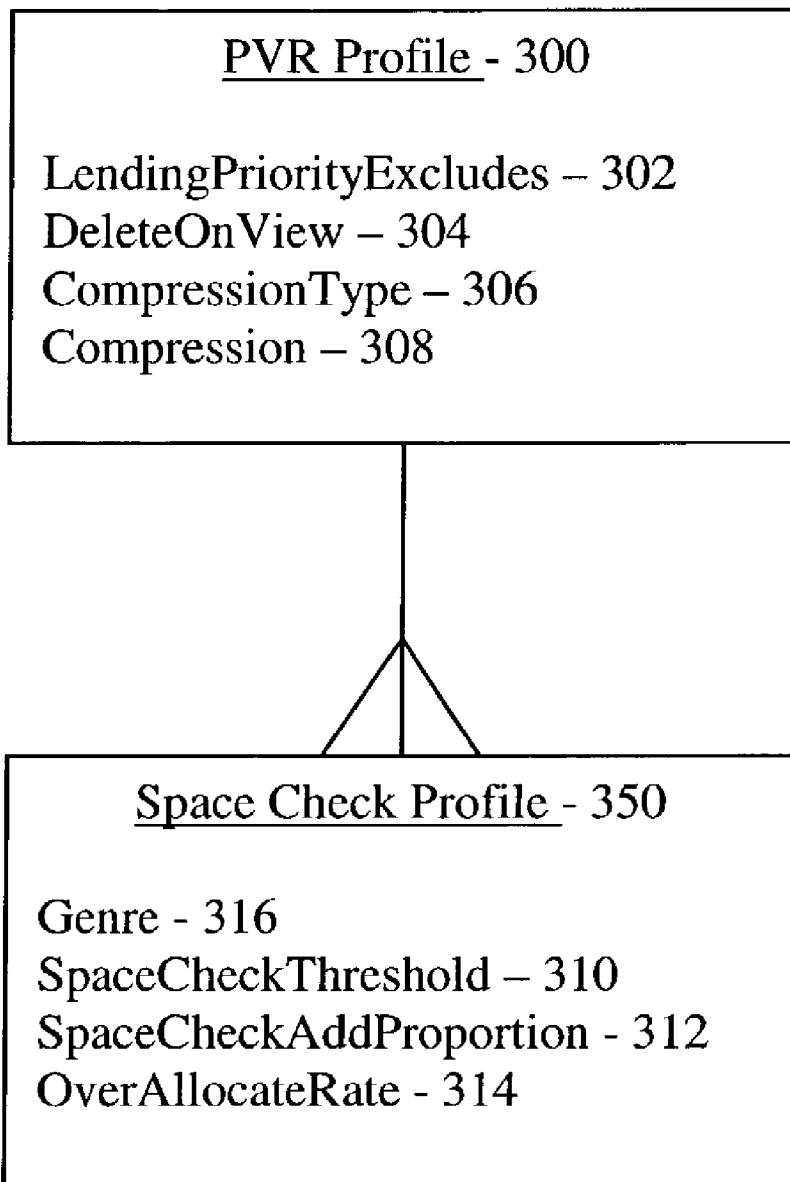 PVR Profile - 300
LendingPriorityExcludes – 302
DeleteOnView – 304
CompressionType – 306
Compression – 308
Space Check Profile - 350
Genre - 316
SpaceCheckThreshold – 310
SpaceCheckAddProportion - 312
OverAllocateRate - 314